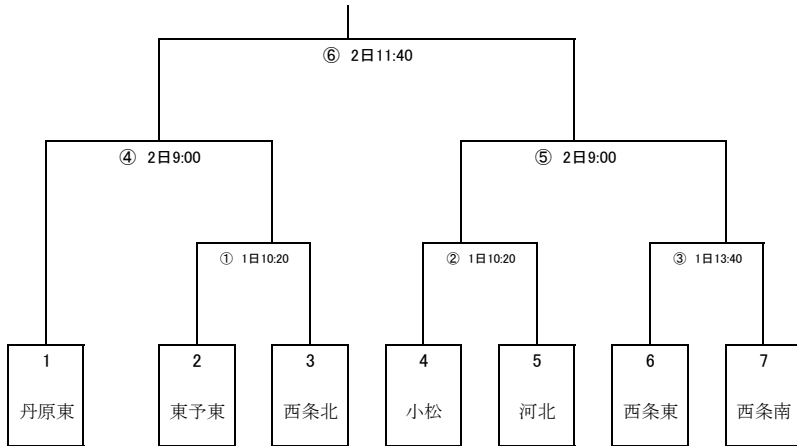 ⑥ 2日11:40
④ 2日9:00
⑤ 2日9:00
① 1日10:20
② 1日10:20
③ 1日13:40
1
2
3
4
5
6
7
丹原東
東予東
西条北
小松
河北
西条東
西条南